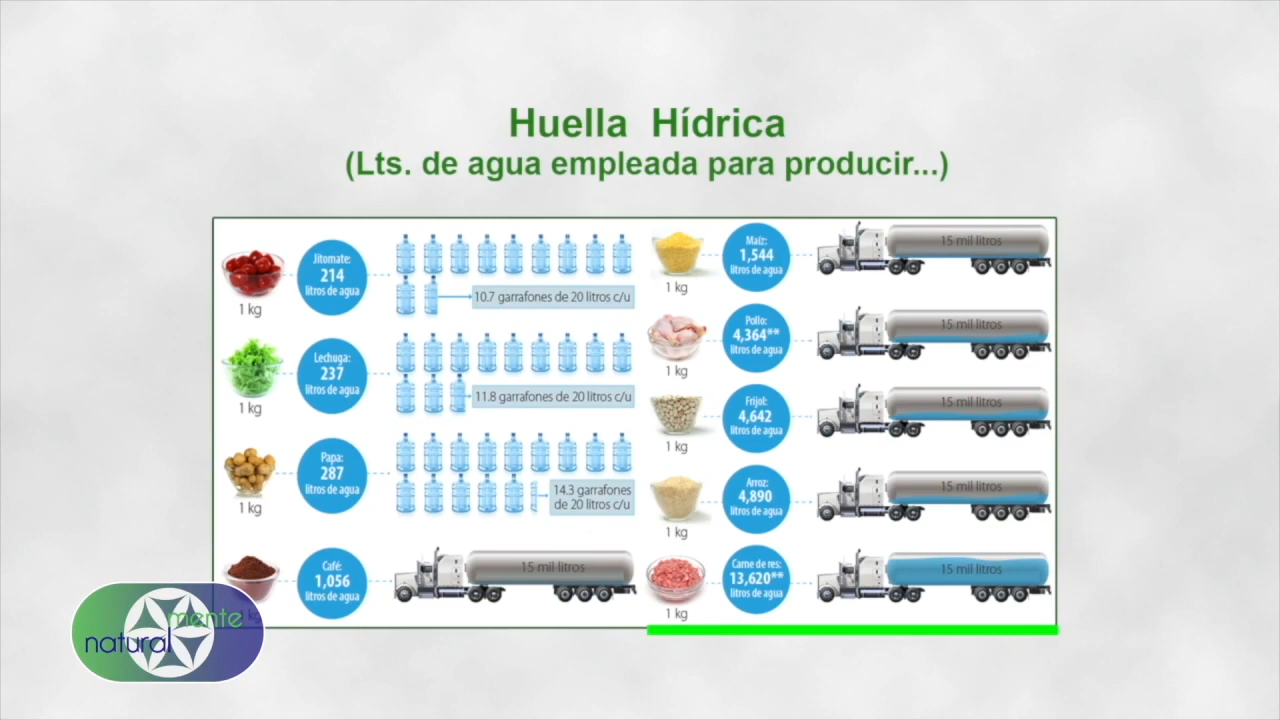 Huella Hídrica
(Lts. de agua empleada para producir...)
1 kg
Jitomate:
214
litros de agua
10.7 garrafones de 20 litros c/u
1 kg
Lechuga:
237
litros de agua
11.8 garrafones de 20 litros c/u
1 kg
Papa:
287
litros de agua
14.3 garrafones
de 20 litros c/u
1 kg
Café:
1,056
litros de agua
15 mil litros
1 kg
Maíz:
1,544
litros de agua
15 mil litros
1 kg
Pollo:
4,364**
litros de agua
15 mil litros
1 kg
Frijol:
4,642
litros de agua
15 mil litros
1 kg
Arroz:
4,890
litros de agua
15 mil litros
1 kg
Carne de res:
13,620**
litros de agua
15 mil litros
natural
mente